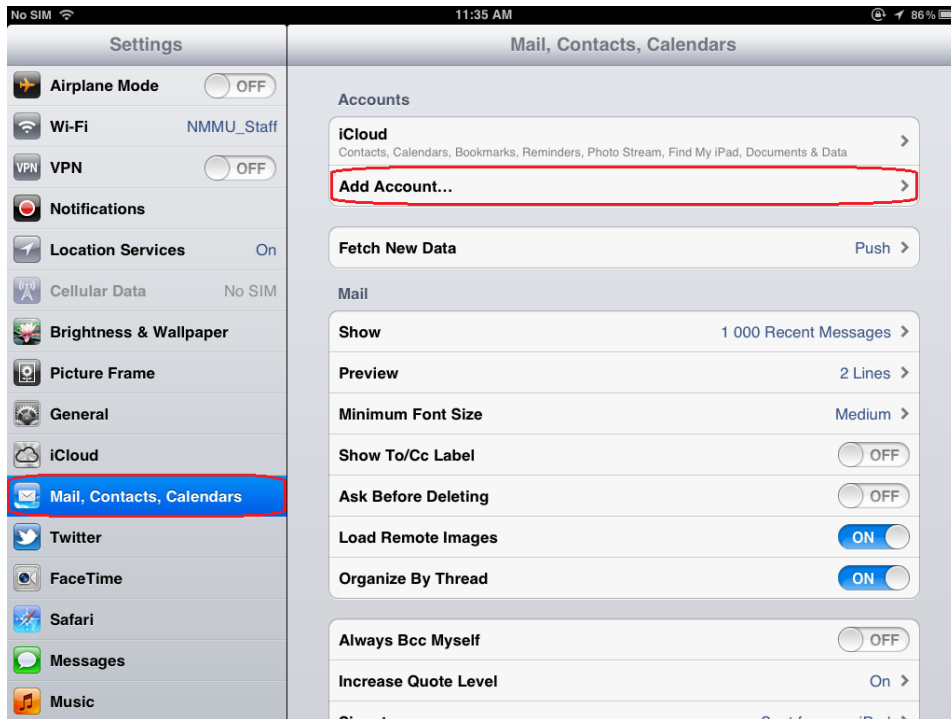 No SIM
11:35 AM
86%
Settings
Airplane Mode OFF
Wi-Fi NMMU_Staff
VPN VPN OFF
Notifications
Location Services On
Cellular Data No SIM
Brightness & Wallpaper
Picture Frame
General
iCloud
Mail, Contacts, Calendars
Twitter
FaceTime
Safari
Messages
Music
Mail, Contacts, Calendars
Accounts
iCloud
Contacts, Calendars, Bookmarks, Reminders, Photo Stream, Find My iPad, Documents & Data
Add Account...
Fetch New Data Push
Mail
Show 1 000 Recent Messages
Preview 2 Lines
Minimum Font Size Medium
Show To/Cc Label OFF
Ask Before Deleting OFF
Load Remote Images ON
Organize By Thread ON
Always Bcc Myself OFF
Increase Quote Level On